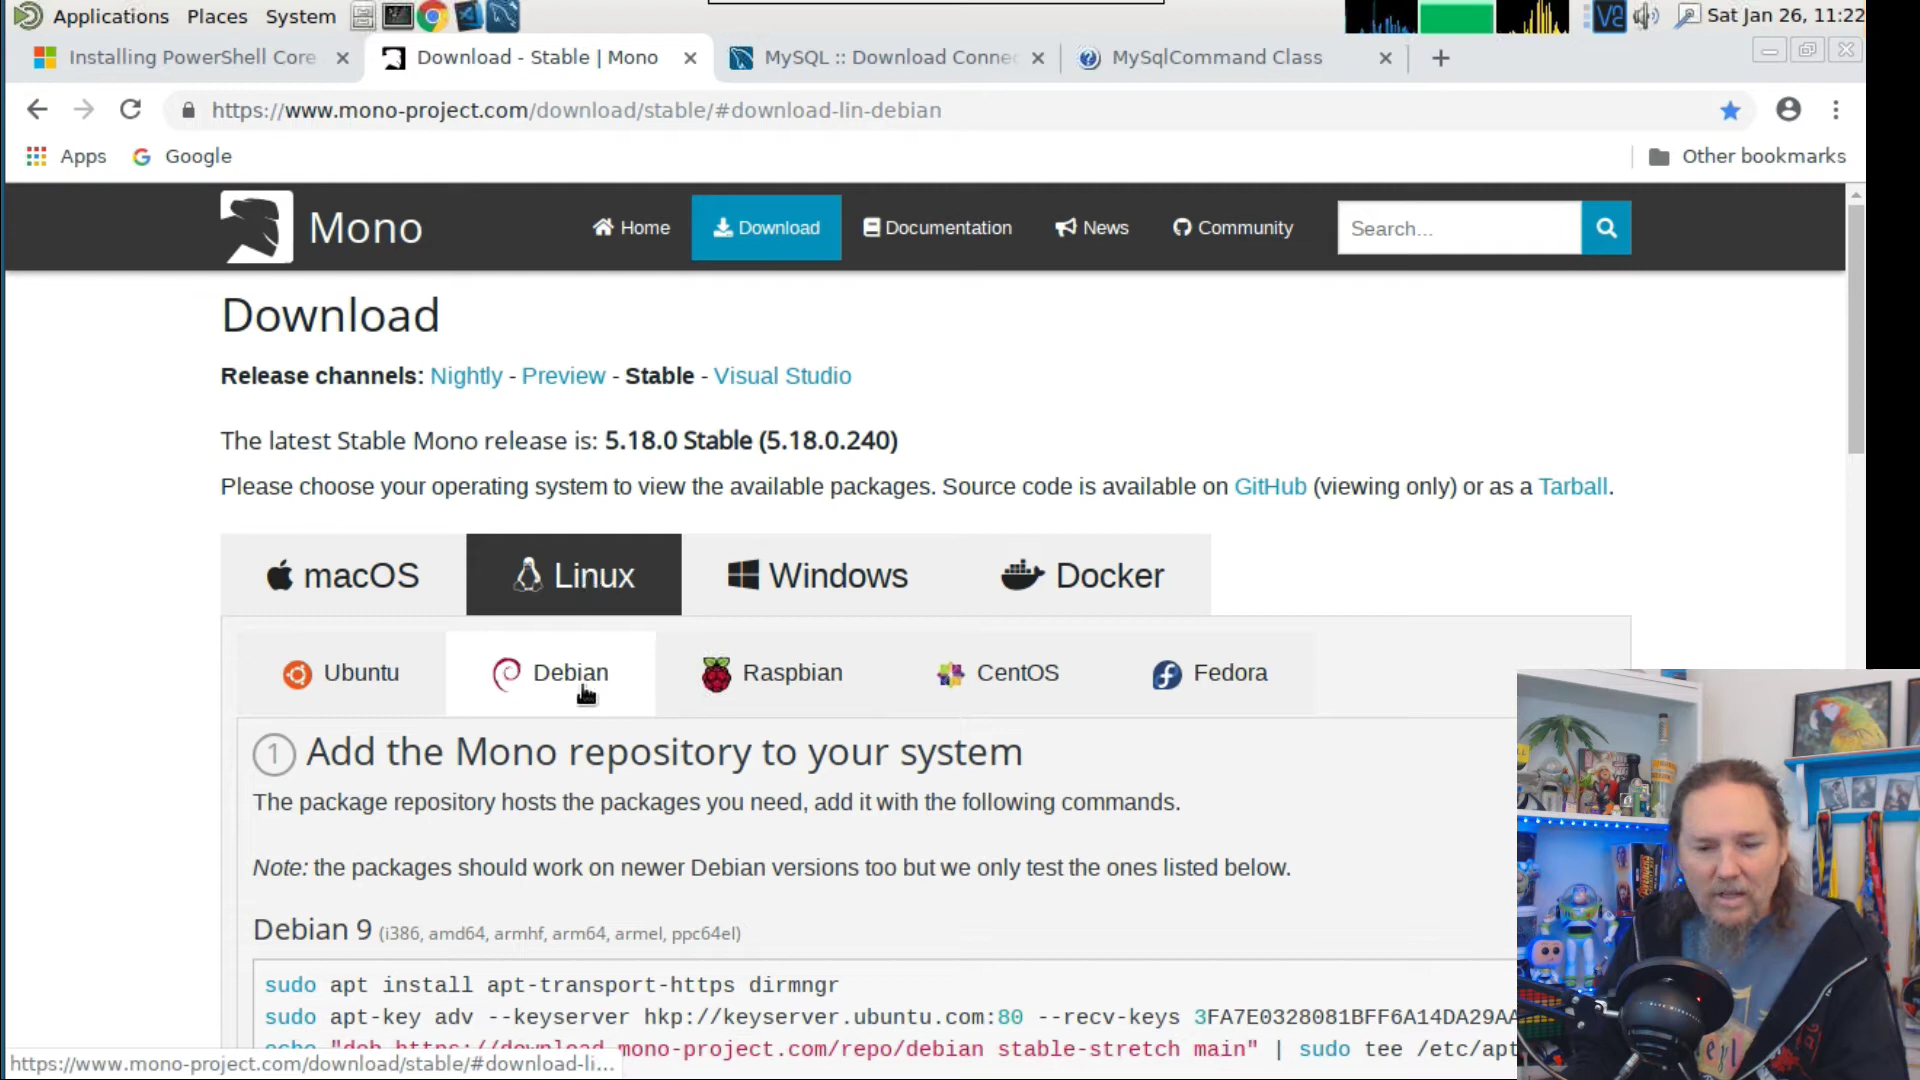 Applications Places System Sat Jan 26, 11:22
Installing PowerShell Core Download - Stable | Mono MySQL :: Download Connec MySqlCommand Class
https://www.mono-project.com/download/stable/#download-lin-debian
Apps Google Other bookmarks
Mono Home Download Documentation News Community Search...
Download
Release channels: Nightly - Preview - Stable - Visual Studio
The latest Stable Mono release is: 5.18.0 Stable (5.18.0.240)
Please choose your operating system to view the available packages. Source code is available on GitHub (viewing only) or as a Tarball.
macOS Linux Windows Docker
Ubuntu Debian Raspbian CentOS Fedora
1 Add the Mono repository to your system
The package repository hosts the packages you need, add it with the following commands.
Note: the packages should work on newer Debian versions too but we only test the ones listed below.
Debian 9 (i386, amd64, armhf, arm64, armel, ppc64el)
sudo apt install apt-transport-https dirmngr
sudo apt-key adv --keyserver hkp://keyserver.ubuntu.com:80 --recv-keys 3FA7E0328081BFF6A14DA29AA
echo "deb https://download.mono-project.com/repo/debian stable-stretch main" | sudo tee /etc/apt
https://www.mono-project.com/download/stable/#download-li...